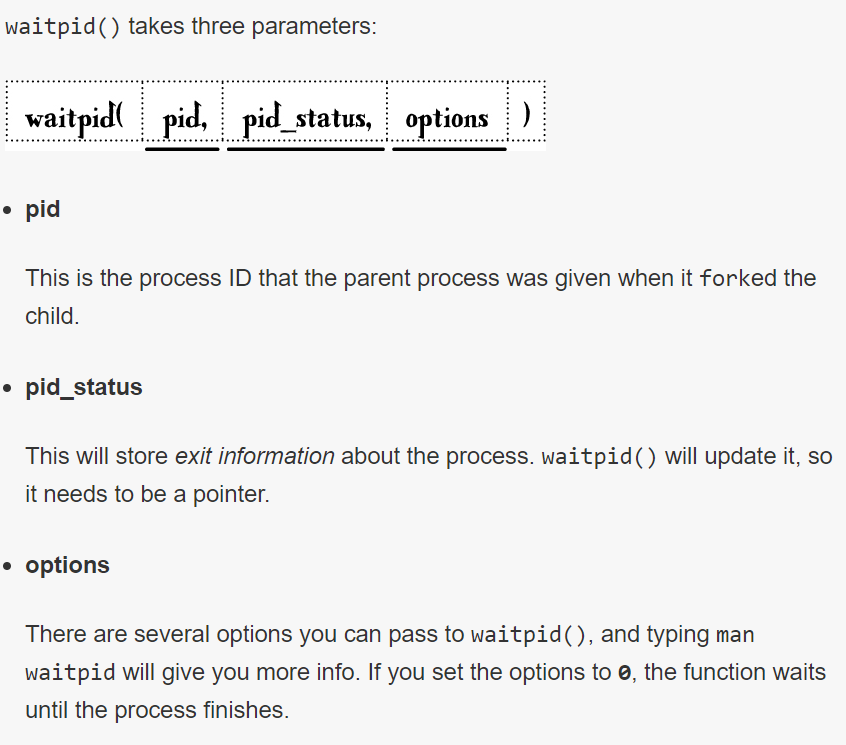 waitpid() takes three parameters:
waitpid( pid, pid_status, options )
• pid
This is the process ID that the parent process was given when it forked the
child.
• pid_status
This will store exit information about the process. waitpid() will update it, so
it needs to be a pointer.
• options
There are several options you can pass to waitpid(), and typing man
waitpid will give you more info. If you set the options to 0, the function waits
until the process finishes.